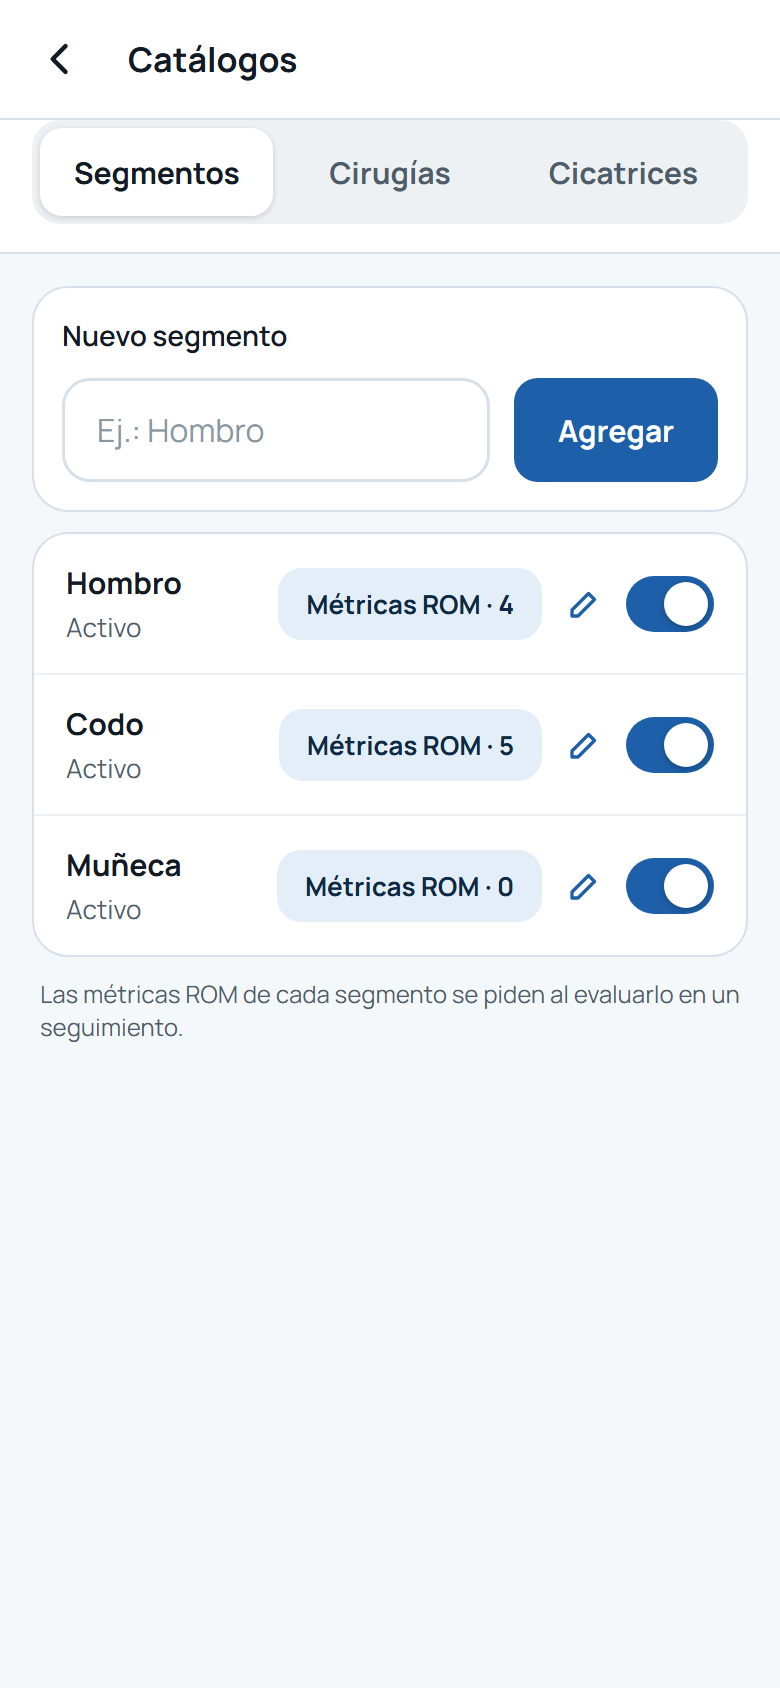 Catálogos
Segmentos
Cirugías
Cicatrices
Nuevo segmento
Ej.: Hombro
Agregar
Hombro
Activo
Métricas ROM · 4
Codo
Activo
Métricas ROM · 5
Muñeca
Activo
Métricas ROM · 0
Las métricas ROM de cada segmento se piden al evaluarlo en un
seguimiento.